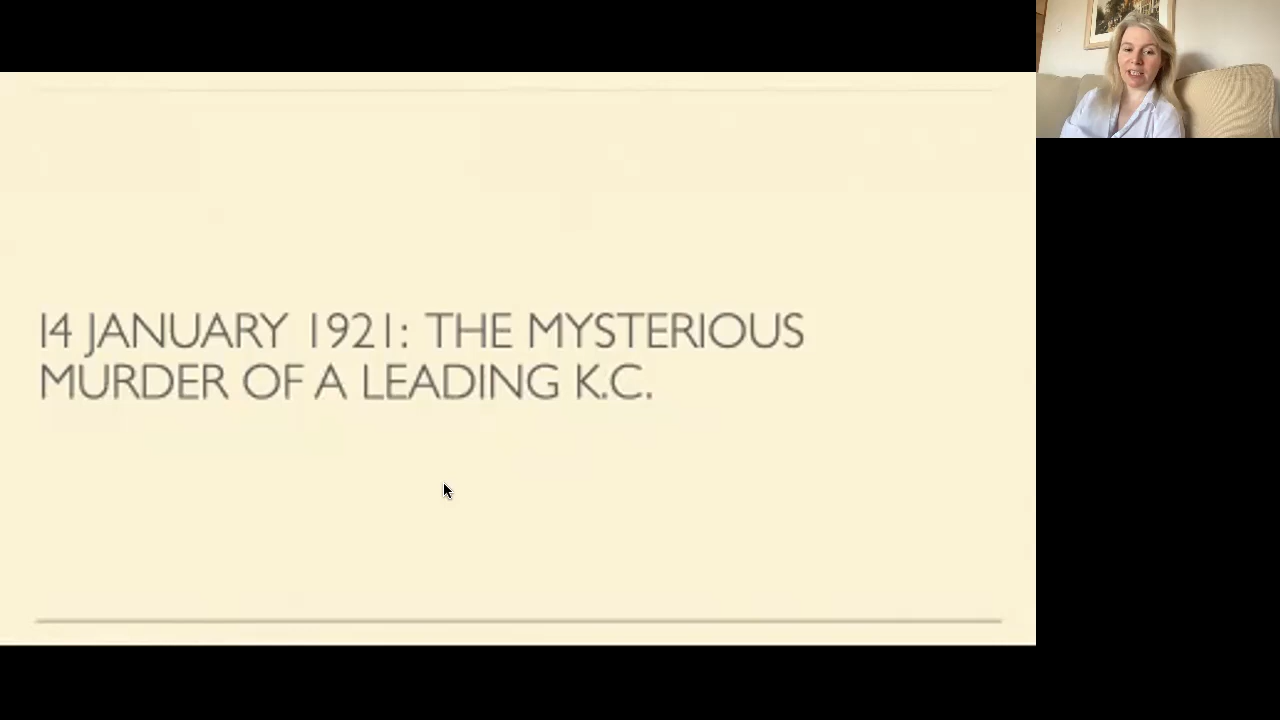 14 JANUARY 1921: THE MYSTERIOUS
MURDER OF A LEADING K.C.